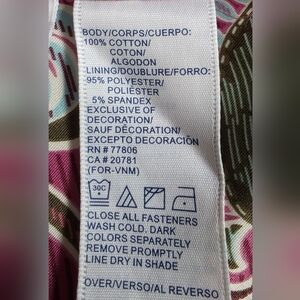 BODY/CORPS/CUERPO:
100% COTTON/
COTON/
ALGODON
LINING/DOUBLURE/FORRO:
95% POLYESTER/
POLIÉSTER
5% SPANDEX
EXCLUSIVE OF
DECORATION/
SAUF DÉCORATION/
EXCEPTO DECORACIÓN
RN # 77806
CA # 20781
(FOR-VNM)
30C
CLOSE ALL FASTENERS
WASH COLD. DARK
COLORS SEPARATELY
REMOVE PROMPTLY
LINE DRY IN SHADE
OVER/VERSO/AL REVERSO